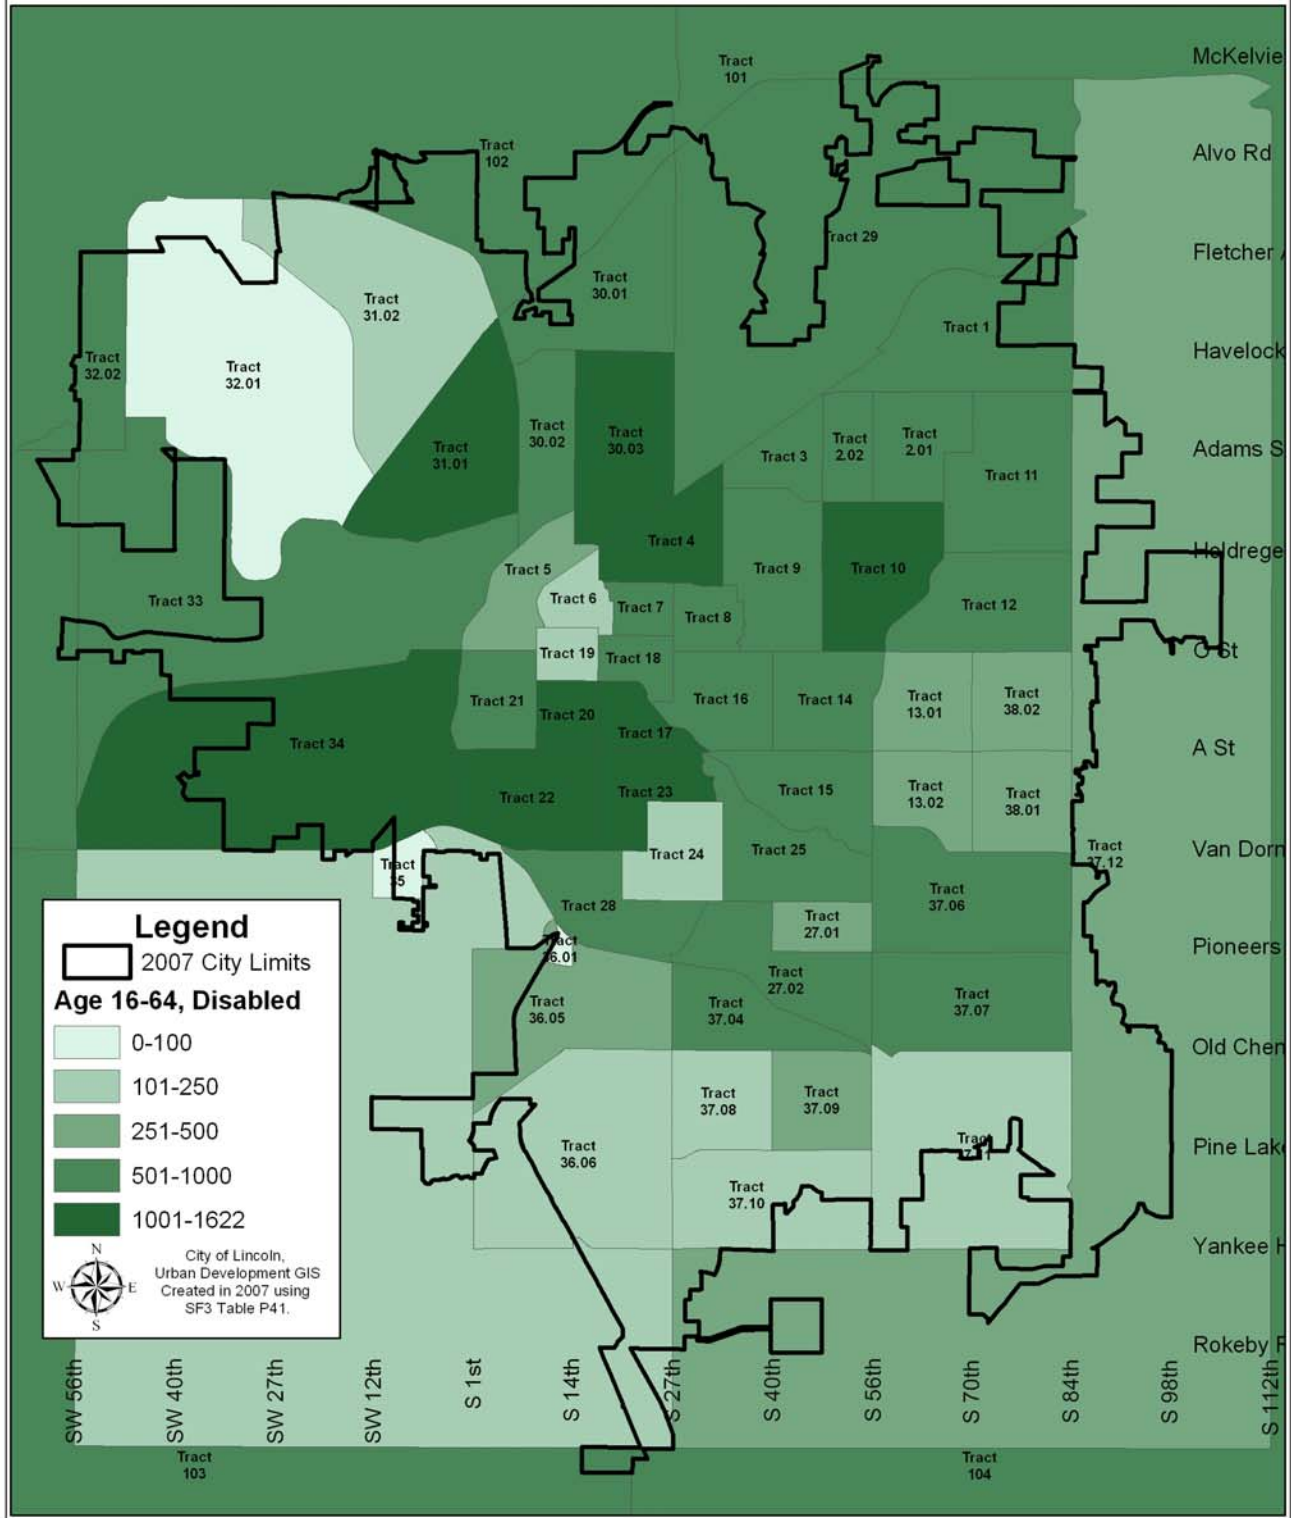 McKelvie
Tract
101
Alvo Rd
Tract
102
Fletcher
Tract 29
Tract
30.01
Tract
31.02
Tract 1
Havelock
Tract
32.02
Tract
32.01
Tract
30.02
Tract
30.03
Tract
31.01
Tract 3
Tract
2.02
Tract
2.01
Adams S
Tract 11
Tract 4
Holdrege
Tract 5
Tract 9
Tract 10
Tract 33
Tract 6
Tract 7
Tract 8
Tract 12
Tract 19
Tract 18
O St
Tract 21
Tract 20
Tract 16
Tract 14
Tract
13.01
Tract
38.02
Tract 34
Tract 17
A St
Tract 22
Tract 23
Tract 15
Tract
13.02
Tract
38.01
Tract
35
Tract 24
Tract 25
Tract
37.12
Van Dorn
Tract 28
Tract
37.06
Tract
27.01
Tract
36.01
Pioneers
Tract
27.02
Tract
36.05
Tract
37.04
Tract
37.07
Old Chen
Tract
37.08
Tract
37.09
Tract
36.06
Tract
37.11
Pine Lake
Tract
37.10
Yankee H
Rokeby R
Legend
2007 City Limits
Age 16-64, Disabled
0-100
101-250
251-500
501-1000
1001-1622
N
W E
S
City of Lincoln,
Urban Development GIS
Created in 2007 using
SF3 Table P41.
SW 56th
SW 40th
SW 27th
SW 12th
S 1st
S 14th
S 27th
S 40th
S 56th
S 70th
S 84th
S 98th
S 112th
Tract
103
Tract
104